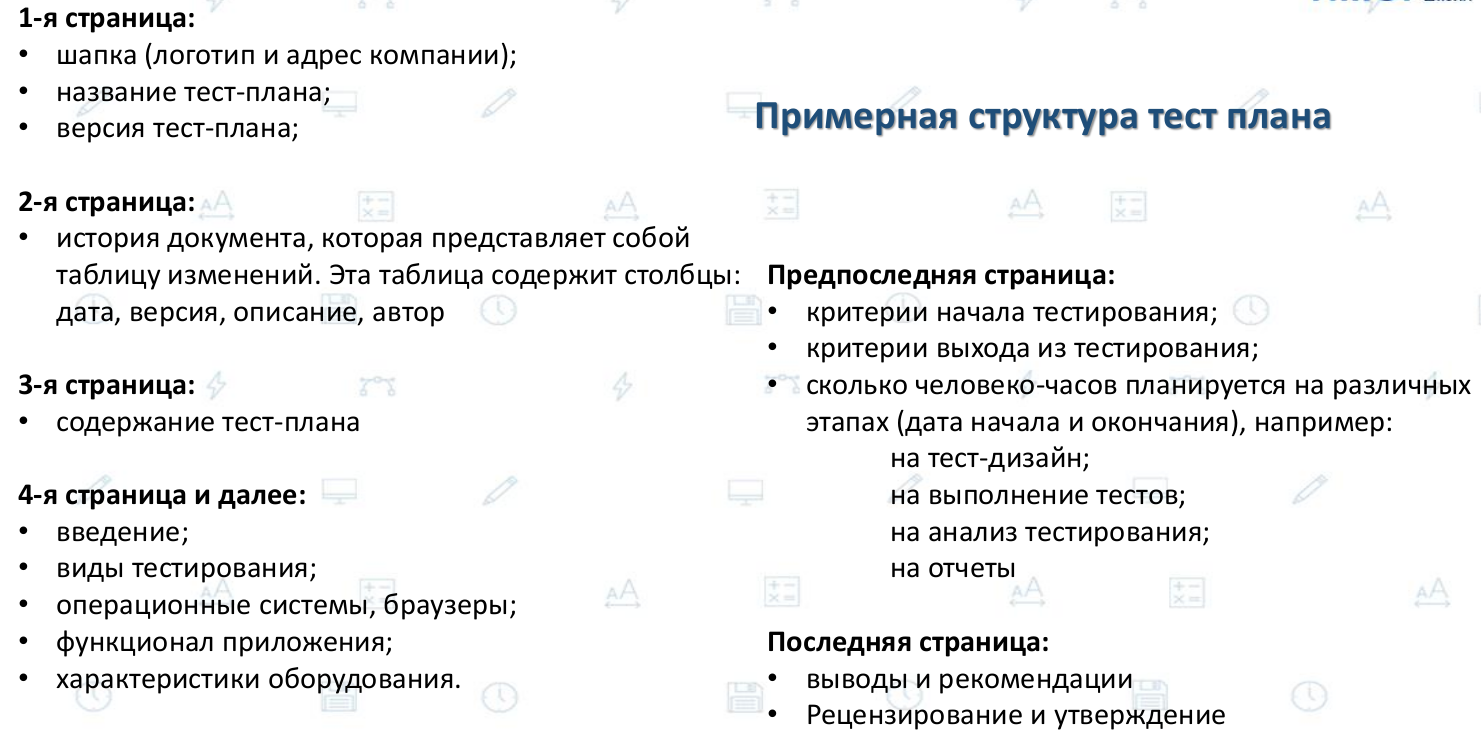 1-я страница:
• шапка (логотип и адрес компании);
• название тест-плана;
• версия тест-плана;
2-я страница:
• история документа, которая представляет собой
таблицу изменений. Эта таблица содержит столбцы:
дата, версия, описание, автор
3-я страница:
• содержание тест-плана
4-я страница и далее:
• введение;
• виды тестирования;
• операционные системы, браузеры;
• функционал приложения;
• характеристики оборудования.
Примерная структура тест плана
Предпоследняя страница:
• критерии начала тестирования;
• критерии выхода из тестирования;
• сколько человеко-часов планируется на различных
этапах (дата начала и окончания), например:
на тест-дизайн;
на выполнение тестов;
на анализ тестирования;
на отчеты
Последняя страница:
• выводы и рекомендации
• Рецензирование и утверждение